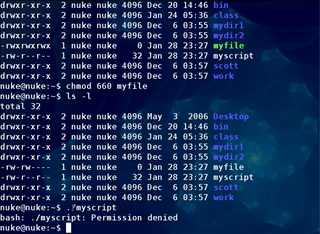 drwxr-xr-x 2 nuke nuke 4096 Dec 20 14:46 bin
drwxr-xr-x 2 nuke nuke 4096 Jan 24 05:36 class
drwxr-xr-x 2 nuke nuke 4096 Dec 6 03:55 mydir1
drwxr-xr-x 2 nuke nuke 4096 Dec 6 03:55 mydir2
-rwxrwxrwx 1 nuke nuke 0 Jan 28 23:27 myfile
-rw-r--r-- 1 nuke nuke 32 Jan 28 23:27 myscript
drwxr-xr-x 2 nuke nuke 4096 Dec 6 03:57 scott
drwxr-xr-x 2 nuke nuke 4096 Dec 6 03:57 work
nuke@nuke:~$ chmod 660 myfile
nuke@nuke:~$ ls -l
total 32
drwxr-xr-x 2 nuke nuke 4096 May 3 2006 Desktop
drwxr-xr-x 2 nuke nuke 4096 Dec 20 14:46 bin
drwxr-xr-x 2 nuke nuke 4096 Jan 24 05:36 class
drwxr-xr-x 2 nuke nuke 4096 Dec 6 03:55 mydir1
drwxr-xr-x 2 nuke nuke 4096 Dec 6 03:55 mydir2
-rw-rw---- 1 nuke nuke 0 Jan 28 23:27 myfile
-rw-r--r-- 1 nuke nuke 32 Jan 28 23:27 myscript
drwxr-xr-x 2 nuke nuke 4096 Dec 6 03:57 scott
drwxr-xr-x 2 nuke nuke 4096 Dec 6 03:57 work
nuke@nuke:~$ ./myscript
bash: ./myscript: Permission denied
nuke@nuke:~$